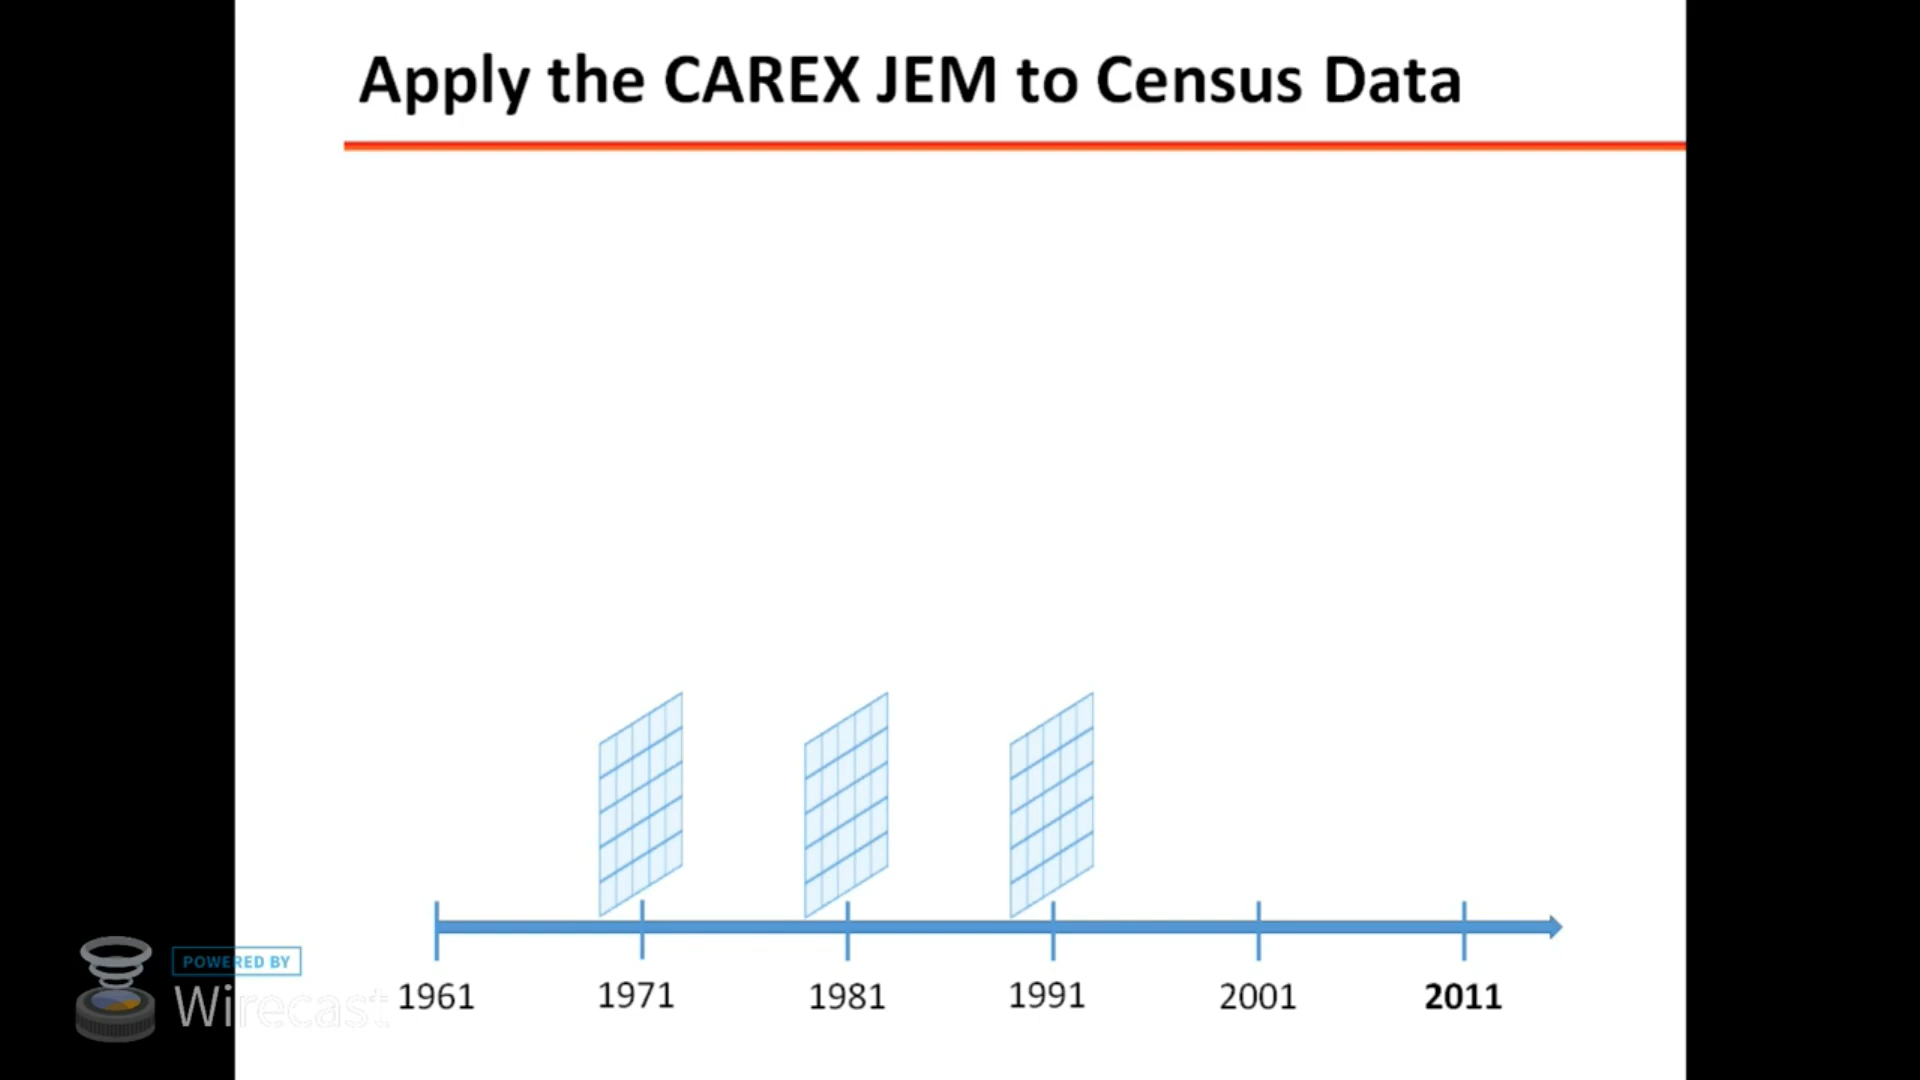 Apply the CAREX JEM to Census Data
1961 1971 1981 1991 2001 2011
POWERED BY
Wirecast